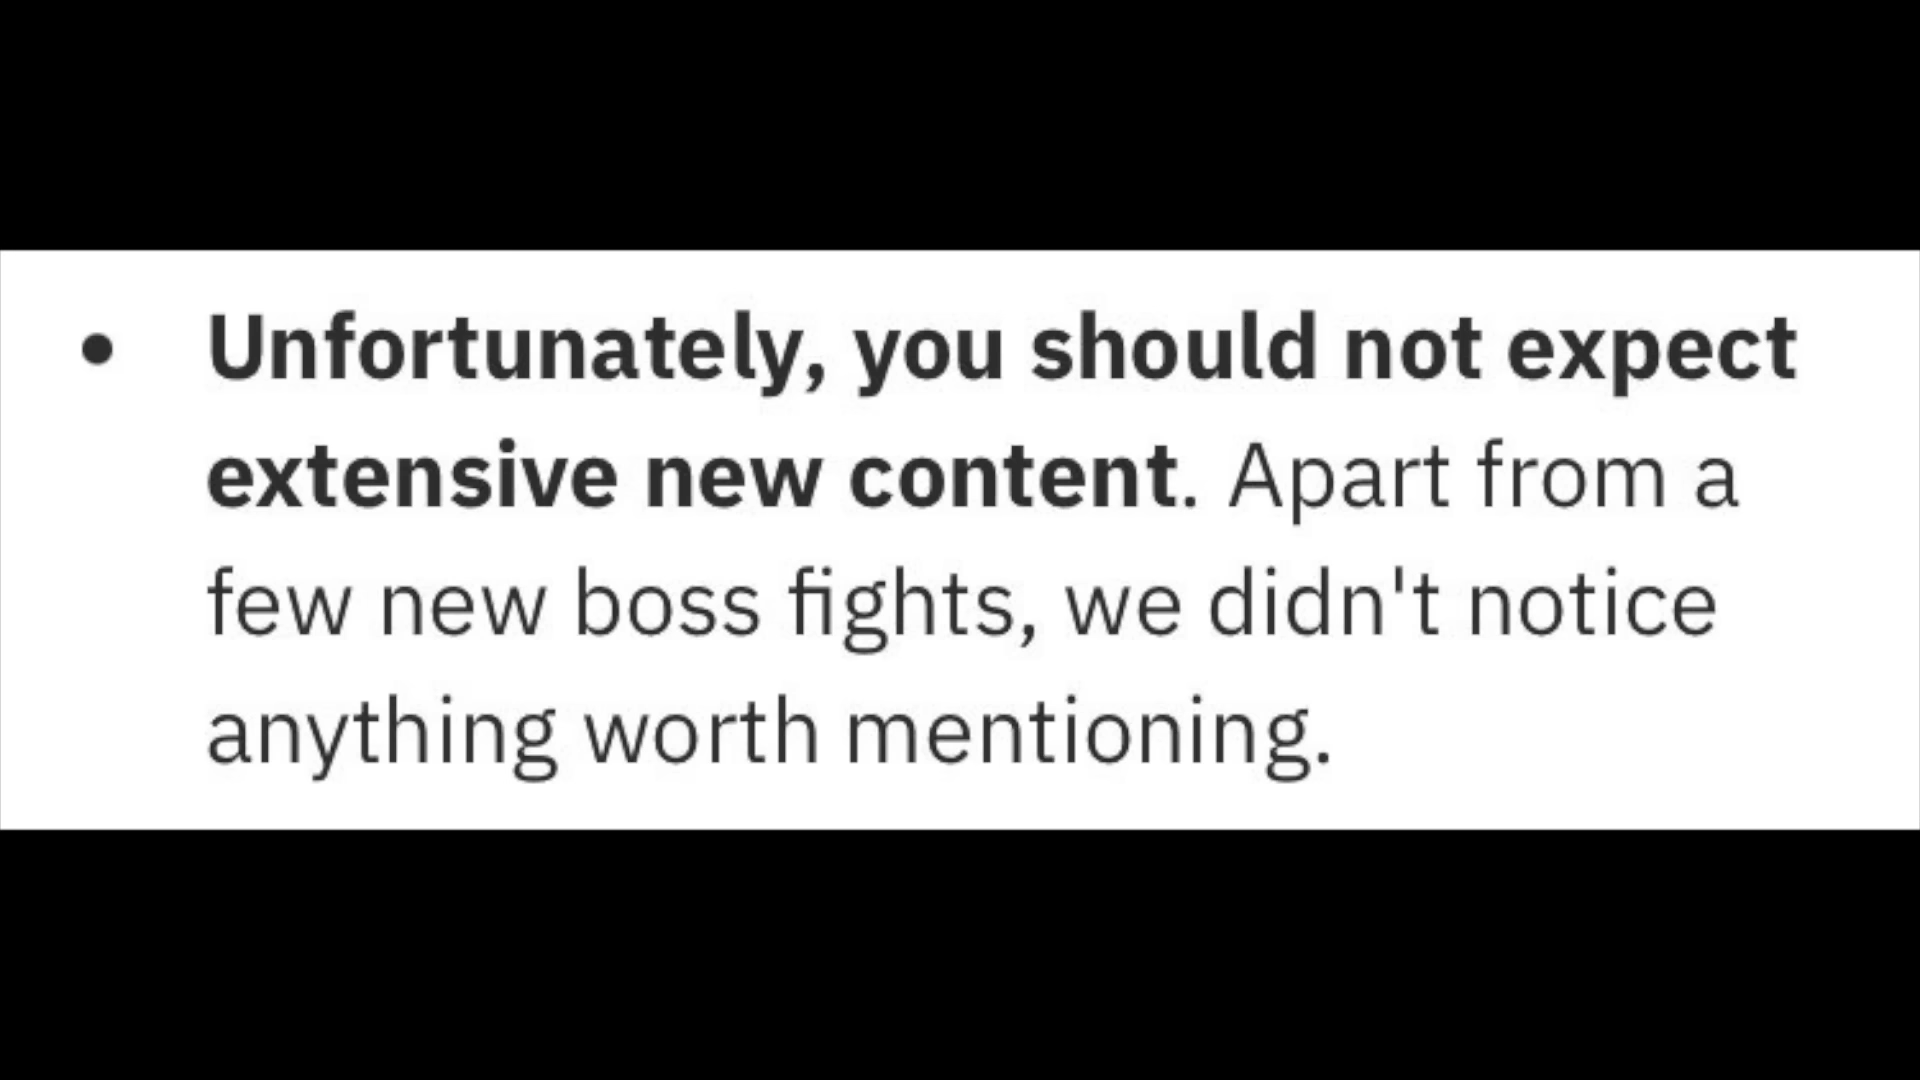 • Unfortunately, you should not expect
extensive new content. Apart from a
few new boss fights, we didn't notice
anything worth mentioning.